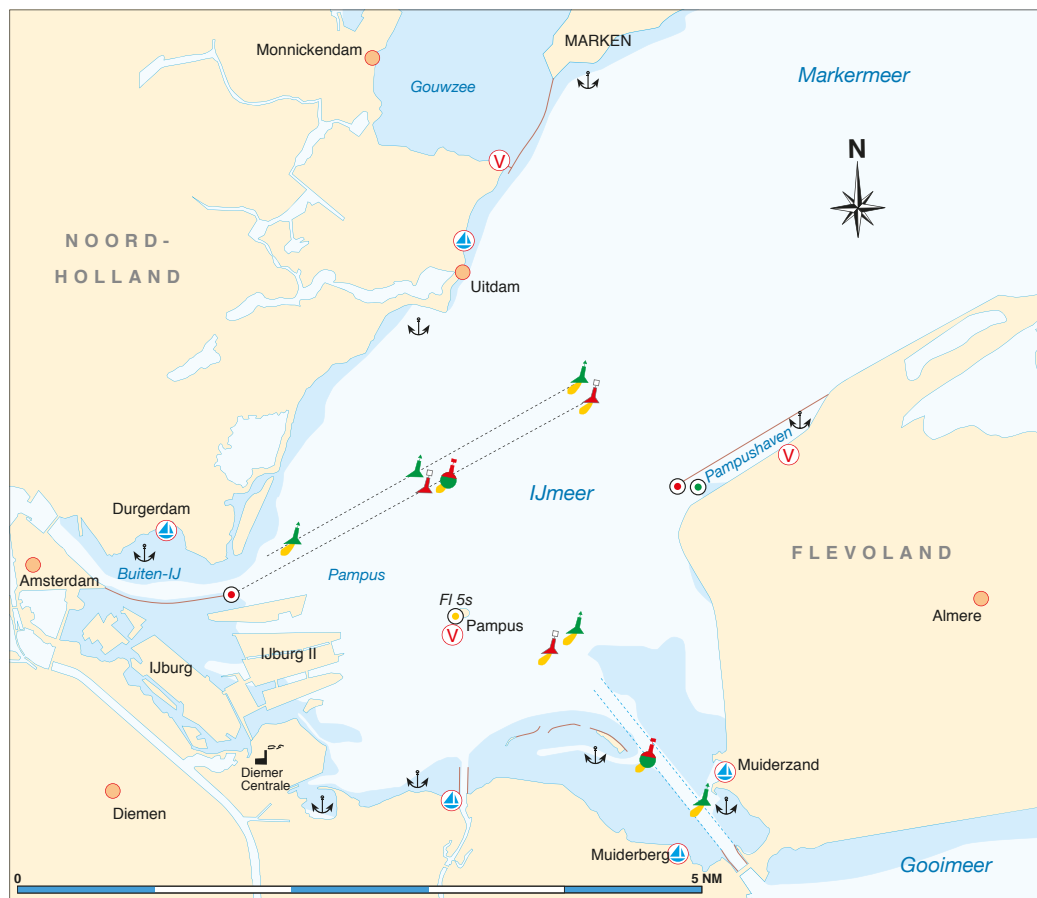 MARKEN
Monnickendam
Markermeer
Gouwzee
V
N
NOORD-
HOLLAND
Uitdam
Pampushaven
V
IJmeer
Durgerdam
FLEVOLAND
Amsterdam
Buiten-IJ
Pampus
Fl 5s
Pampus
V
Almere
IJburg
IJburg II
Diemer
Centrale
Muiderzand
Diemen
Muiderberg
Gooimeer
0
5 NM